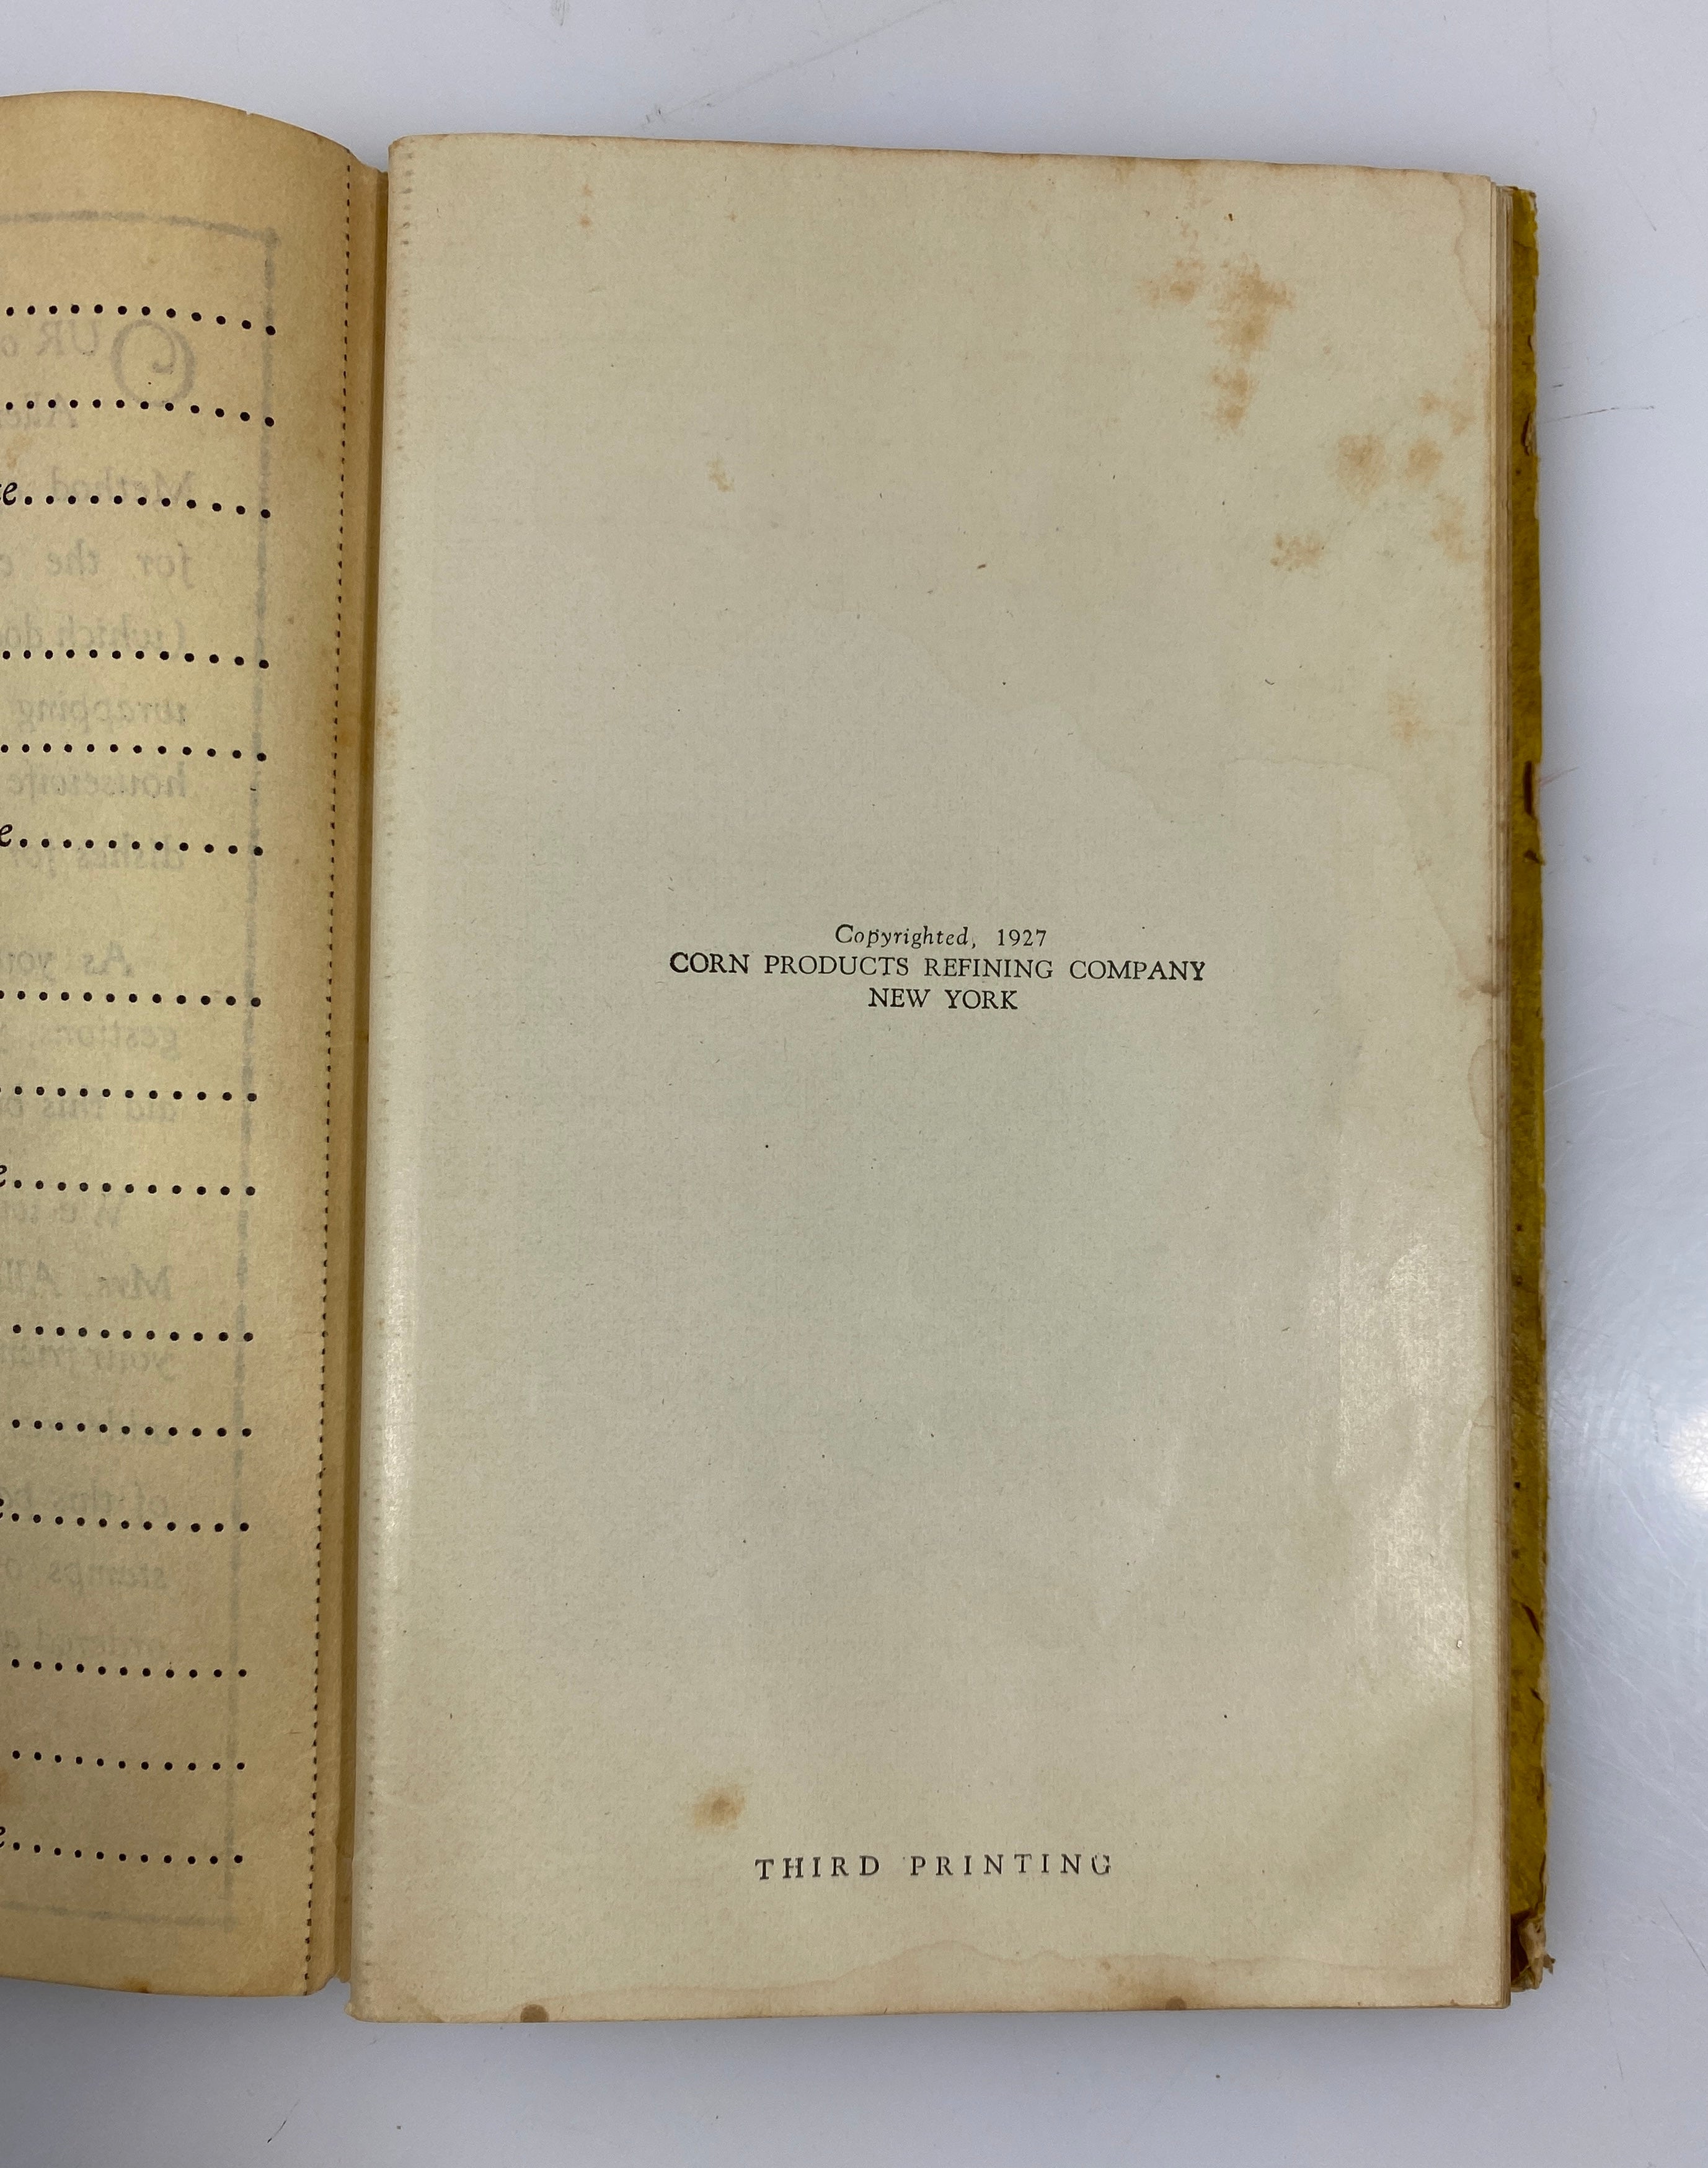 e
e
e
e
e
Copyrighted, 1927
CORN PRODUCTS REFINING COMPANY
NEW YORK
THIRD PRINTING